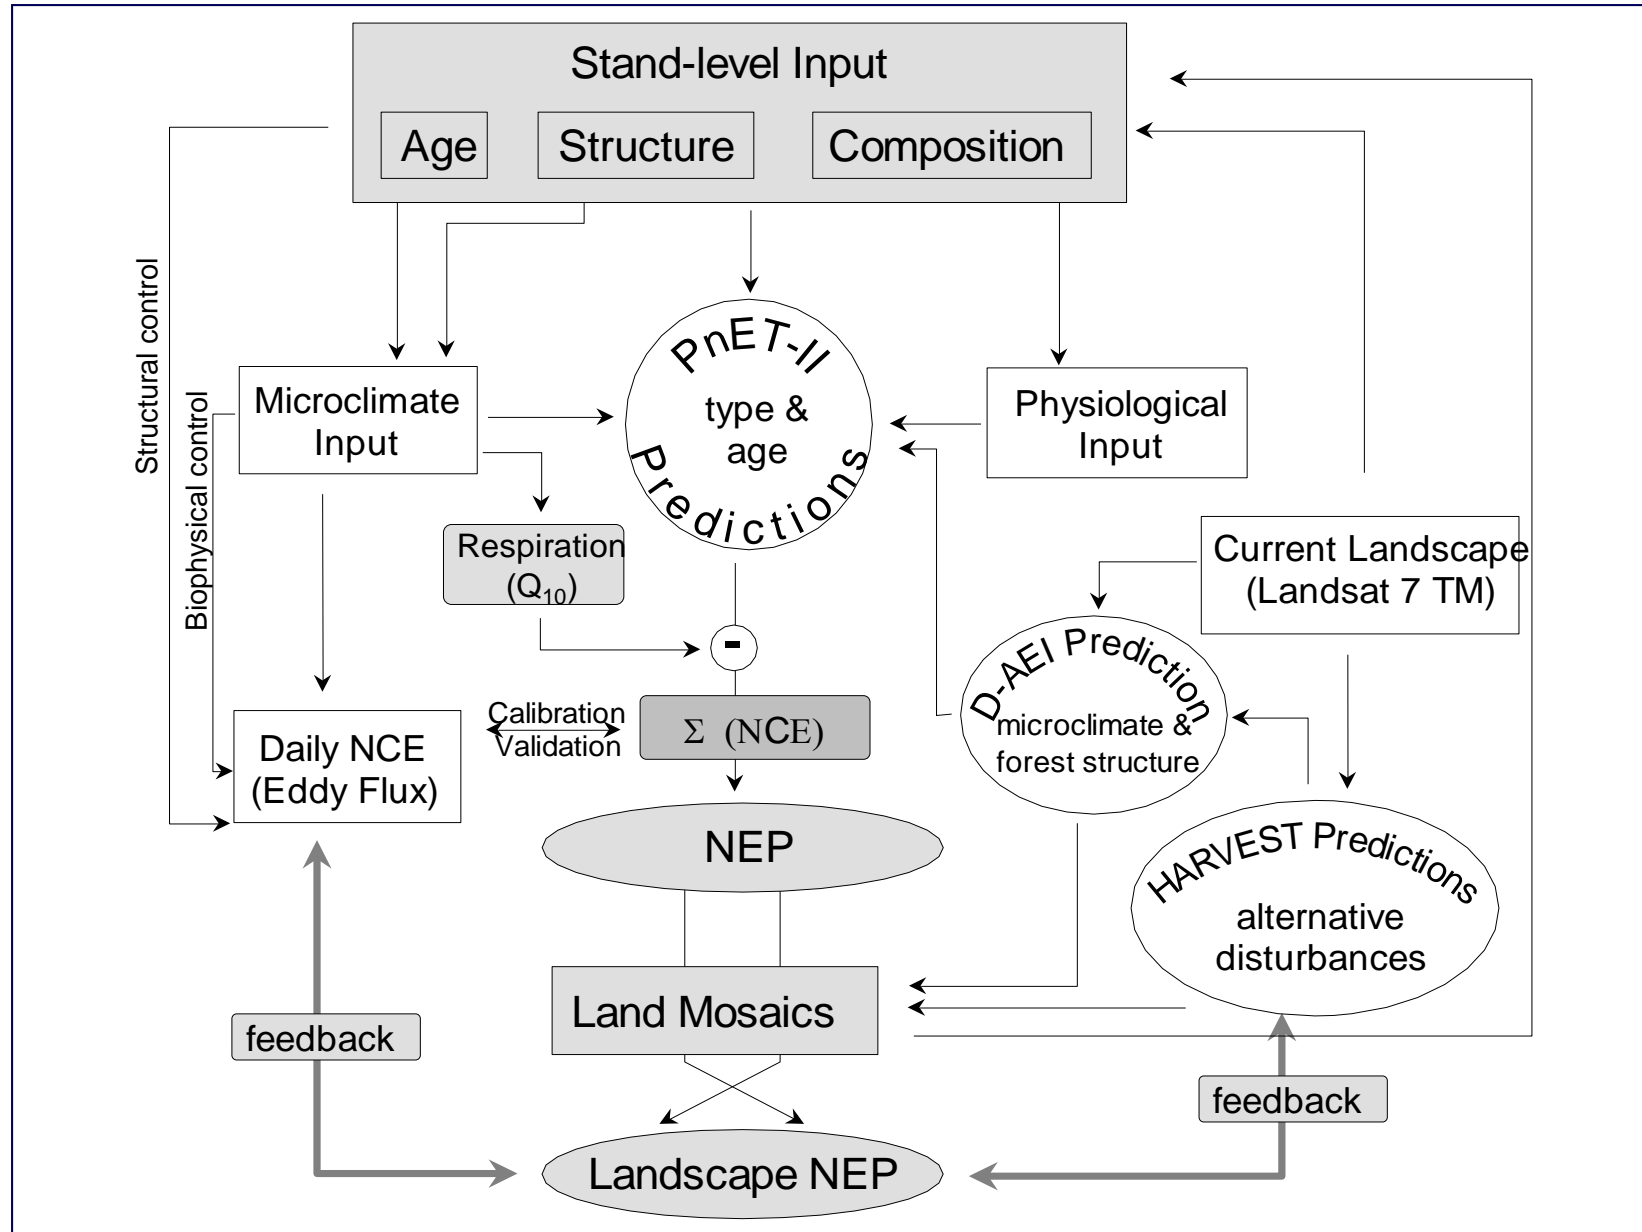 Stand-level Input
Age
Structure
Composition
Structural control
Biophysical control
Microclimate
Input
PnET-II
type &
age
Predictions
Physiological
Input
Respiration
(Q10)
Current Landscape
(Landsat 7 TM)
-
D-AEI Prediction
microclimate &
forest structure
Calibration
Validation
Σ (NCE)
Daily NCE
(Eddy Flux)
NEP
HARVEST Predictions
alternative
disturbances
Land Mosaics
feedback
feedback
Landscape NEP